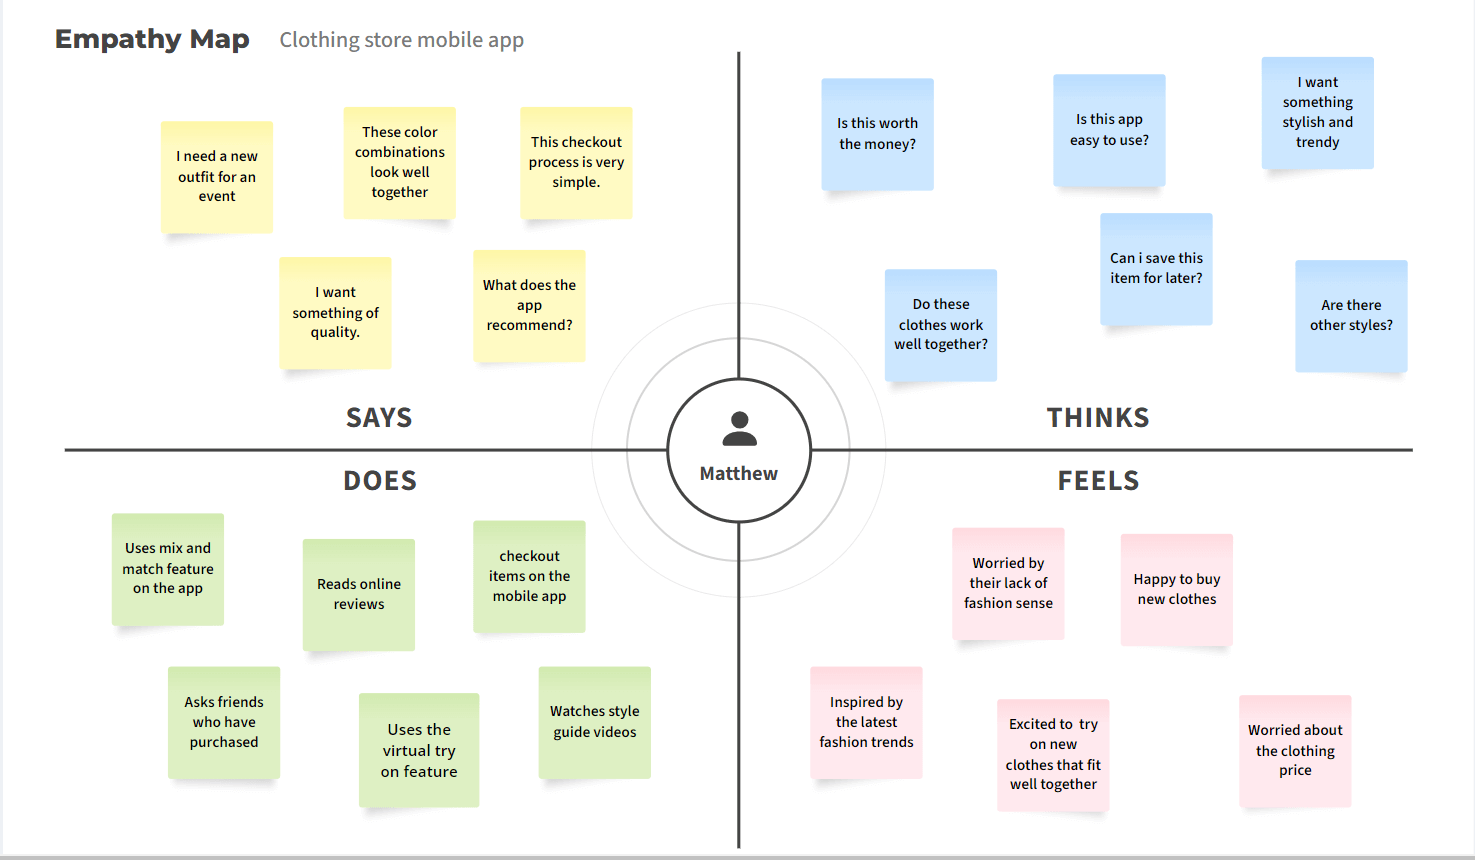 Empathy Map Clothing store mobile app
I need a new
outfit for an
event
These color
combinations
look well
together
This checkout
process is very
simple.
I want
something of
quality.
What does the
app
recommend?
SAYS
Is this worth
the money?
Is this app
easy to use?
I want
something
stylish and
trendy
Do these
clothes work
well together?
Can i save this
item for later?
Are there
other styles?
THINKS
Matthew
DOES
Uses mix and
match feature
on the app
Reads online
reviews
checkout
items on the
mobile app
Asks friends
who have
purchased
Uses the
virtual try
on feature
Watches style
guide videos
FEELS
Worried by
their lack of
fashion sense
Happy to buy
new clothes
Inspired by
the latest
fashion trends
Excited to  try
on new
clothes that fit
well together
Worried about
the clothing
price